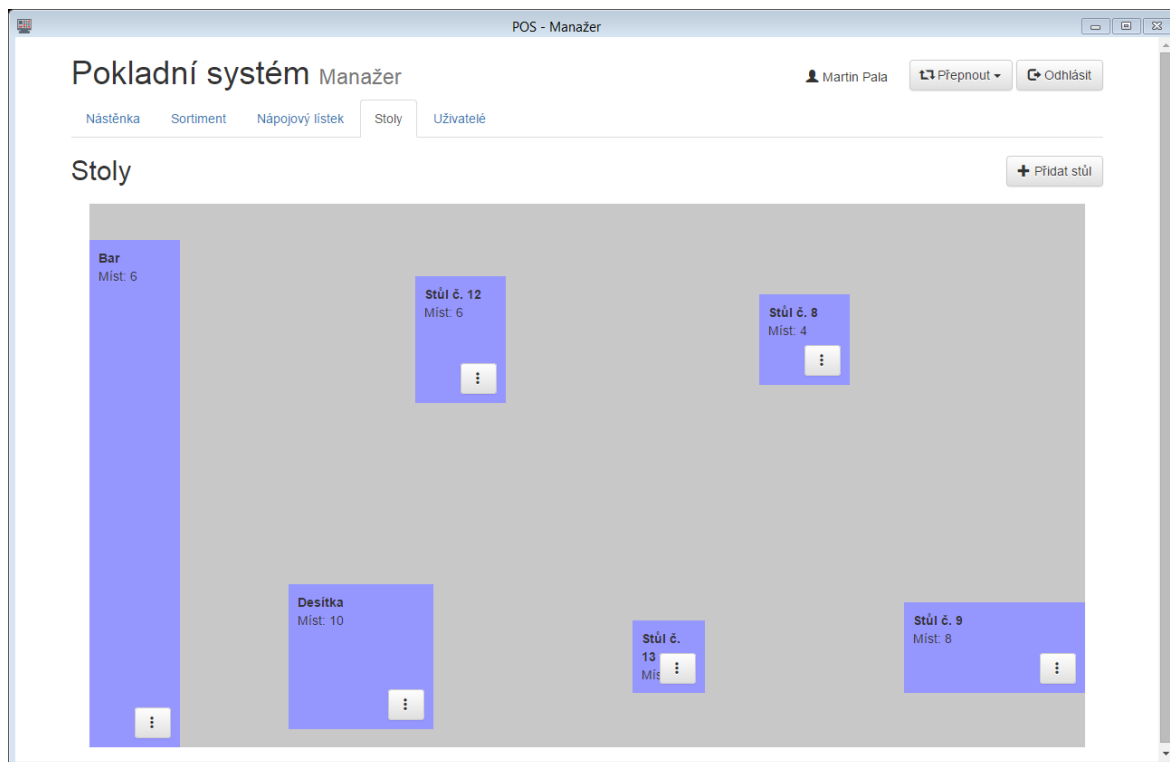 POS - Manažer
Pokladní systém Manažer
Martin Pala
Přepnout
Odhlásit
Nástěnka
Sortiment
Nápojový lístek
Stoly
Uživatelé
Stoly
Přidat stůl
Bar
Míst: 6
Stůl č. 12
Míst: 6
Stůl č. 8
Míst: 4
Desítka
Míst: 10
Stůl č.
13
Stůl č. 9
Míst: 8